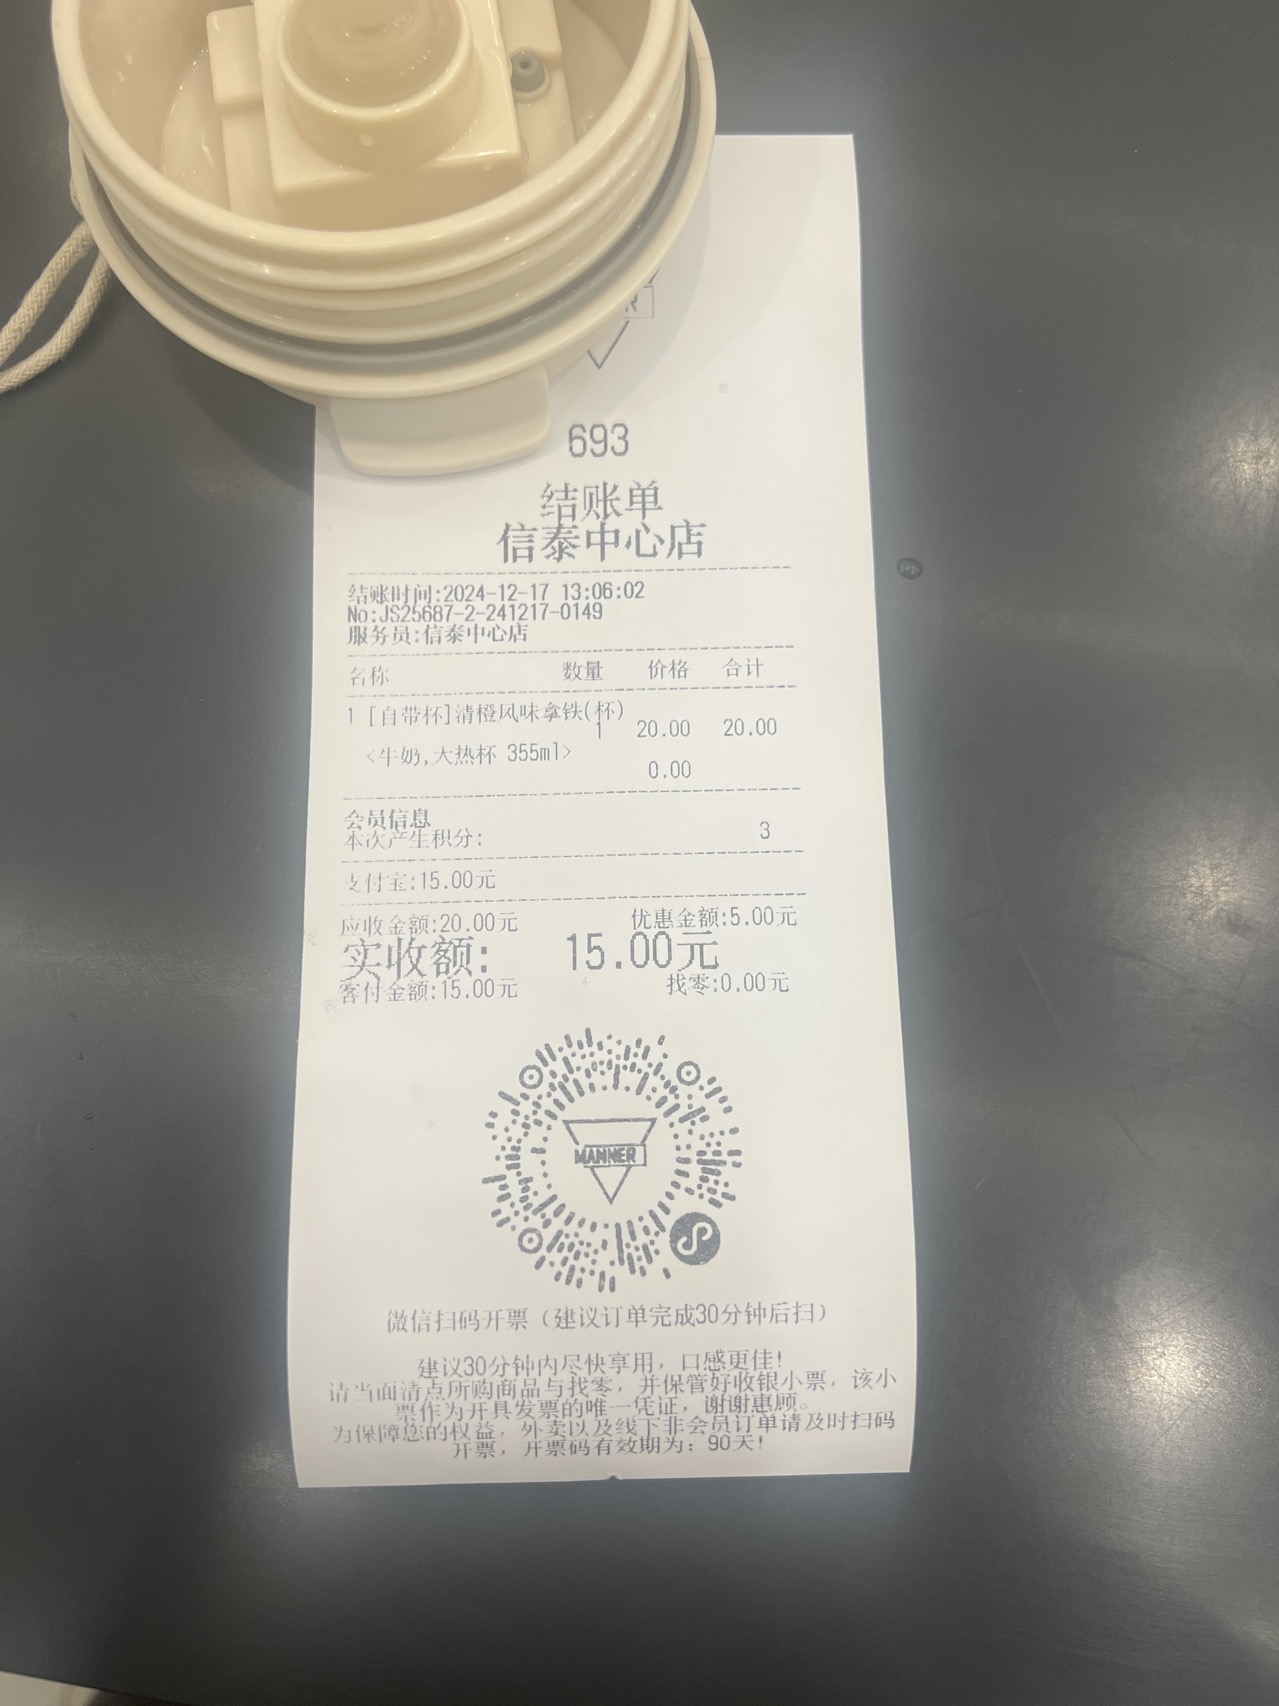 R
693
结账单
信泰中心店
结账时间:2024-12-17 13:06:02
No:JS25687-2-241217-0149
服务员:信泰中心店
名称 数量 价格 合计
1 [自带杯]清橙风味拿铁(杯)
1 20.00 20.00
<牛奶,大热杯 355ml>
0.00
会员信息
本次产生积分: 3
支付宝:15.00元
应收金额:20.00元 优惠金额:5.00元
实收额: 15.00元
客付金额:15.00元 找零:0.00元
MANNER
微信扫码开票（建议订单完成30分钟后扫）
建议30分钟内尽快享用，口感更佳!
请当面清点所购商品与找零，并保管好收银小票，该小
票作为开具发票的唯一凭证，谢谢惠顾。
为保障您的权益，外卖以及线下非会员订单请及时扫码
开票，开票码有效期为：90天!